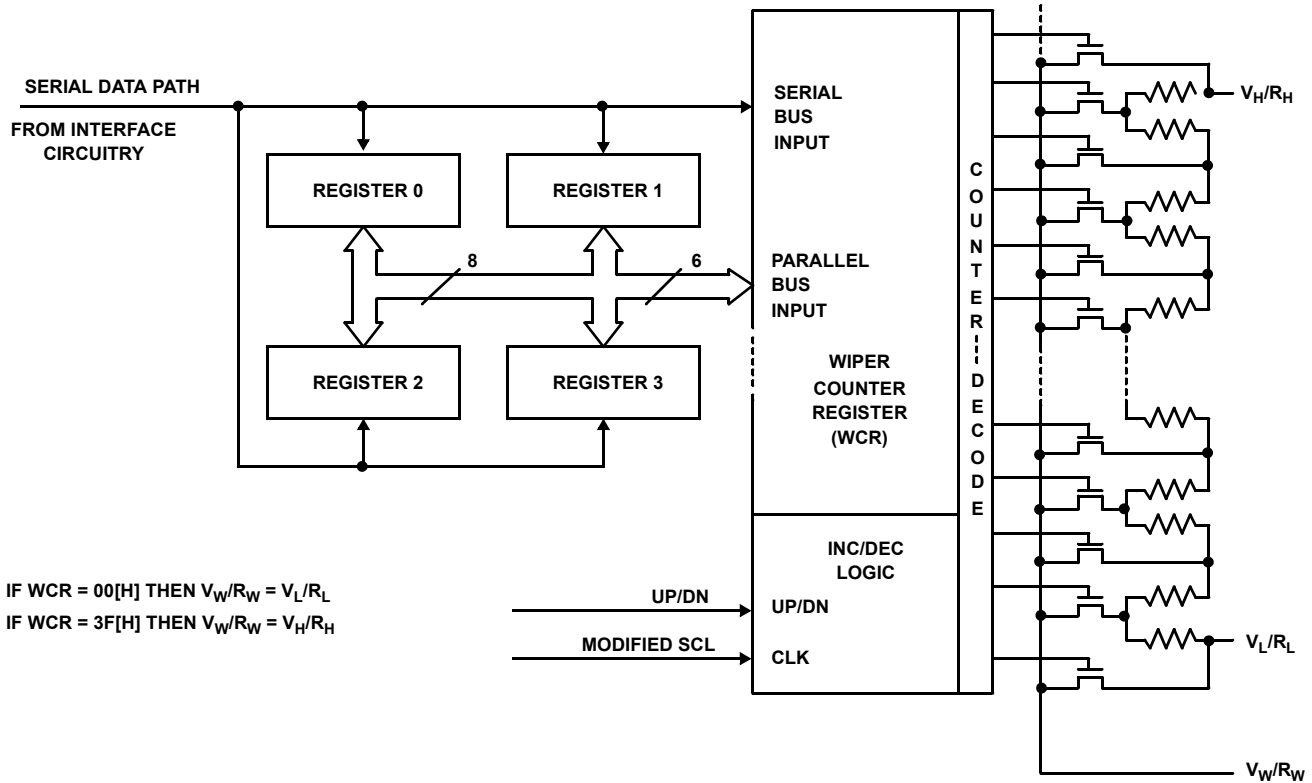 SERIAL DATA PATH
FROM INTERFACE
CIRCUITRY
REGISTER 0
REGISTER 1
8
6
REGISTER 2
REGISTER 3
SERIAL
BUS
INPUT
PARALLEL
BUS
INPUT
WIPER
COUNTER
REGISTER
(WCR)
INC/DEC
LOGIC
UP/DN
UP/DN
MODIFIED SCL
CLK
COUNTER
DECODE
VH/RH
VL/RL
VW/RW
IF WCR = 00[H] THEN VW/RW = VL/RL
IF WCR = 3F[H] THEN VW/RW = VH/RH